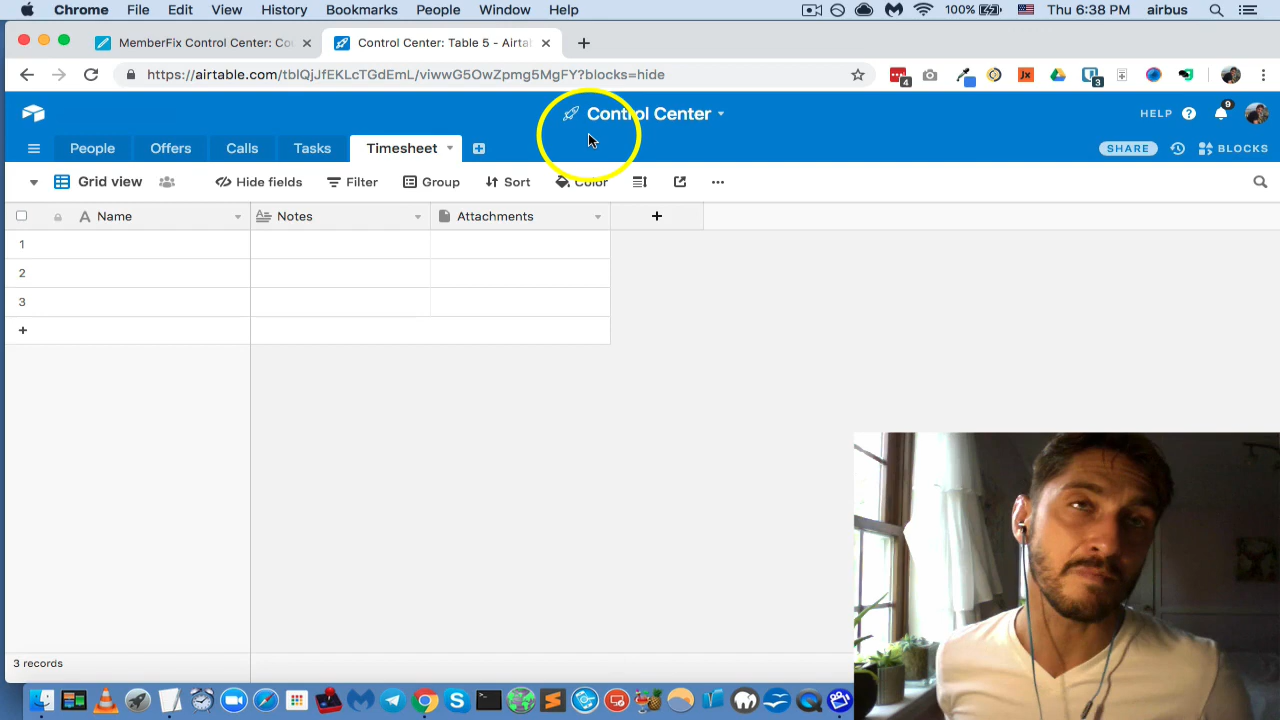 Chrome File Edit View History Bookmarks People Window Help 100% Thu 6:38 PM airbus
MemberFix Control Center: Co
Control Center: Table 5 - Airta
https://airtable.com/tblQjJfEKLcTGdEmL/viwwG5OwZpmg5MgFY?blocks=hide
4
3
Control Center
HELP ?
9
People Offers Calls Tasks Timesheet
SHARE BLOCKS
Grid view Hide fields Filter Group Sort Color
A Name Notes Attachments
1
2
3
3 records